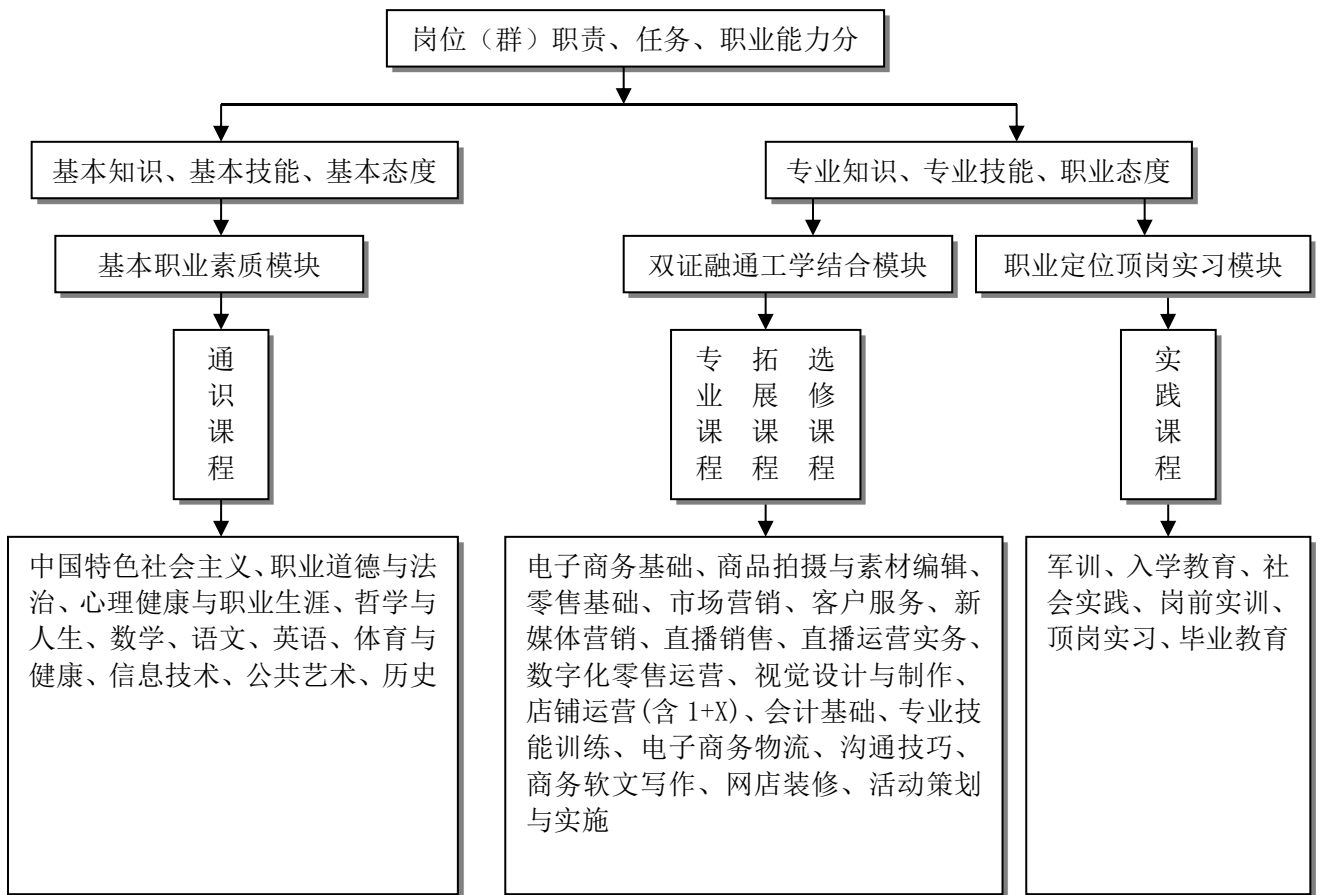 岗位（群）职责、任务、职业能力分
基本知识、基本技能、基本态度
专业知识、专业技能、职业态度
基本职业素质模块
双证融通工学结合模块
职业定位顶岗实习模块
通识课程
专业课程
拓展课程
选修课程
实践课程
中国特色社会主义、职业道德与法
治、心理健康与职业生涯、哲学与
人生、数学、语文、英语、体育与
健康、信息技术、公共艺术、历史
电子商务基础、商品拍摄与素材编辑、
零售基础、市场营销、客户服务、新
媒体营销、直播销售、直播运营实务、
数字化零售运营、视觉设计与制作、
店铺运营(含 1+X)、会计基础、专业技
能训练、电子商务物流、沟通技巧、
商务软文写作、网店装修、活动策划
与实施
军训、入学教育、社
会实践、岗前实训、
顶岗实习、毕业教育